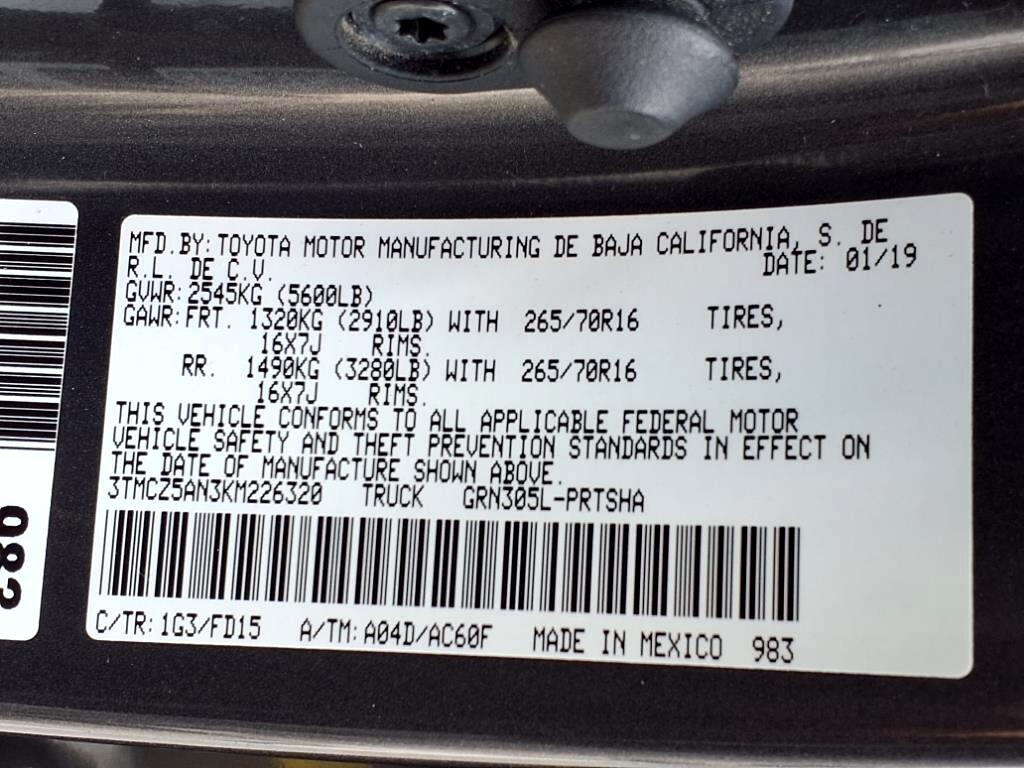 MFD.BY: TOYOTA MOTOR MANUFACTURING DE BAJA CALIFORNIA, S. DE
R.L. DE C.V. DATE: 01/19
GVWR: 2545KG (5600LB)
GAWR: FRT. 1320KG (2910LB) WITH 265/70R16 TIRES,
16X7J RIMS.
RR. 1490KG (3280LB) WITH 265/70R16 TIRES,
16X7J RIMS.
THIS VEHICLE CONFORMS TO ALL APPLICABLE FEDERAL MOTOR
VEHICLE SAFETY AND THEFT PREVENTION STANDARDS IN EFFECT ON
THE DATE OF MANUFACTURE SHOWN ABOVE.
3TMCZ5AN3KM226320 TRUCK GRN305L-PRTSHA
C/TR: 1G3/FD15 A/TM: A04D/AC60F MADE IN MEXICO 983